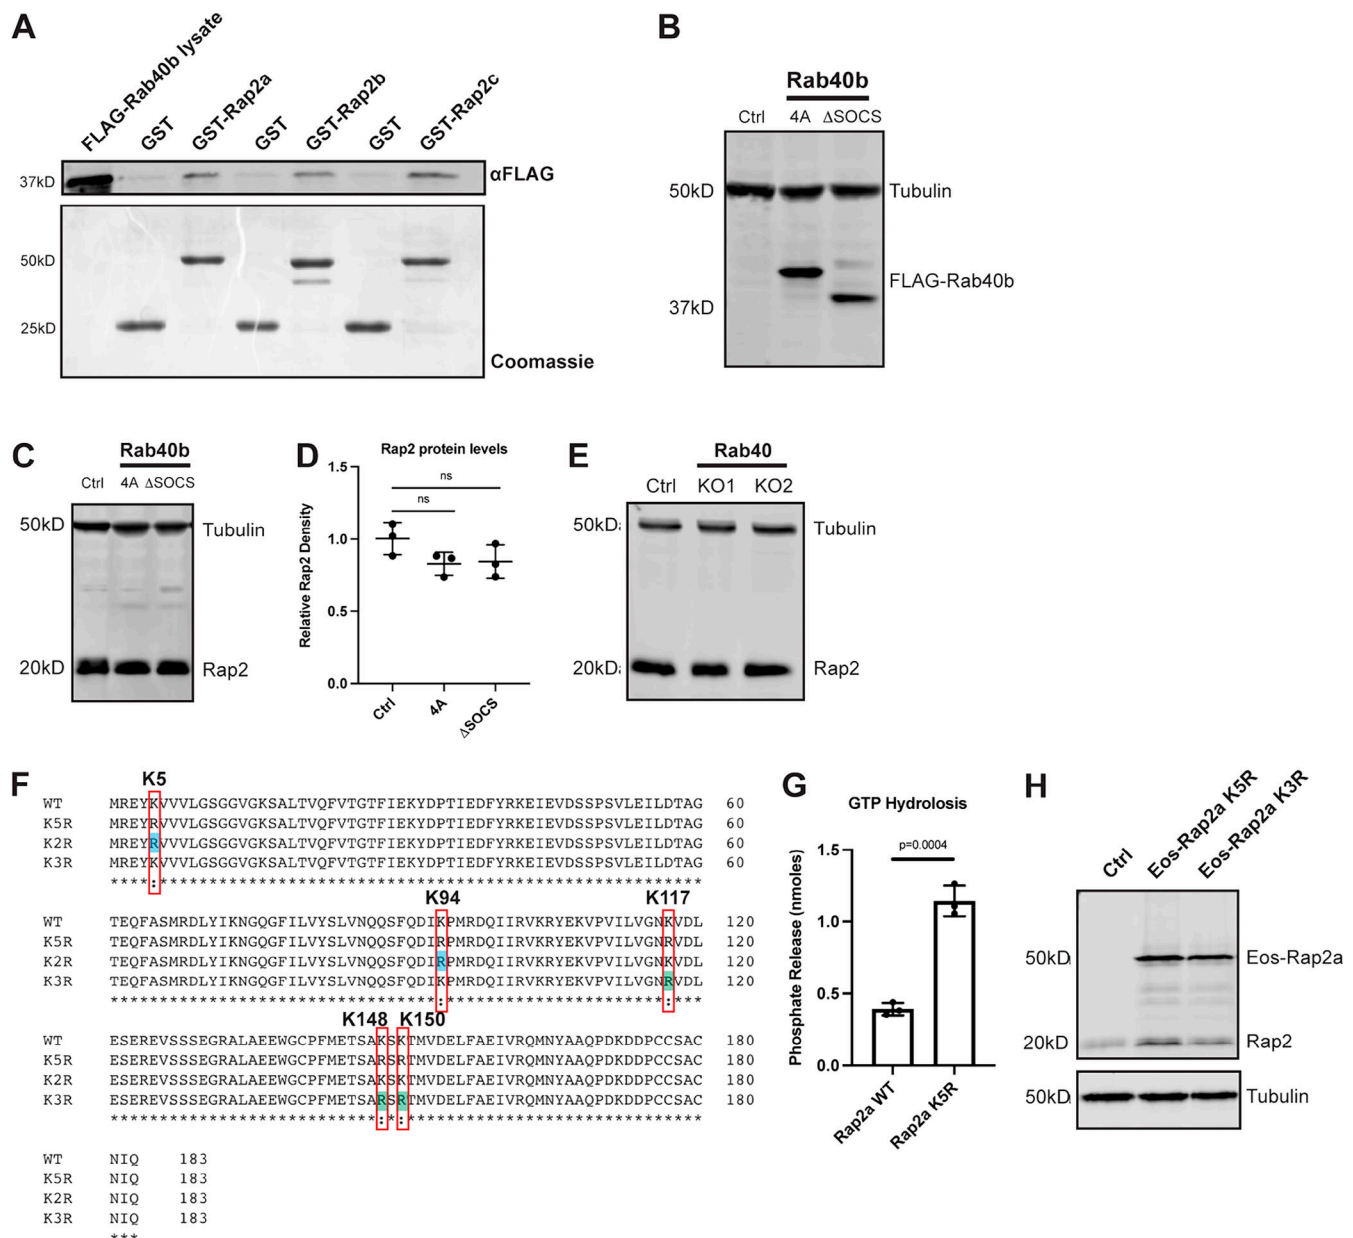 A
FLAG-Rab40b lysate
GST
GST-Rap2a
GST
GST-Rap2b
GST
GST-Rap2c
37kD
αFLAG
50kD
25kD
Coomassie
B
Rab40b
Ctrl 4A ΔSOCS
50kD
Tubulin
FLAG-Rab40b
37kD
C
Rab40b
Ctrl 4A ΔSOCS
50kD
Tubulin
20kD
Rap2
D
Rap2 protein levels
Relative Rap2 Density
1.5
1.0
0.5
0.0
ns
ns
Ctrl
4A
ΔSOCS
E
Rab40
Ctrl KO1 KO2
50kD
Tubulin
20kD
Rap2
F
K5
WT MREYKVVVLGSGGVGKSALTVQFVTGTFIEKYDPTIEDFYRKEIEVDSSPSVLEILDTAG 60
K5R MREYRVVVLGSGGVGKSALTVQFVTGTFIEKYDPTIEDFYRKEIEVDSSPSVLEILDTAG 60
K2R MREYRVVVLGSGGVGKSALTVQFVTGTFIEKYDPTIEDFYRKEIEVDSSPSVLEILDTAG 60
K3R MREYKVVVLGSGGVGKSALTVQFVTGTFIEKYDPTIEDFYRKEIEVDSSPSVLEILDTAG 60
****:*******************************************************
K94 K117
WT TEQFASMRDLYIKNGQGFILVYSLVNQQSFQDIKPMRDQIIRVKRYEKVPVILVGNKVDL 120
K5R TEQFASMRDLYIKNGQGFILVYSLVNQQSFQDIRPMRDQIIRVKRYEKVPVILVGNRVDL 120
K2R TEQFASMRDLYIKNGQGFILVYSLVNQQSFQDIRPMRDQIIRVKRYEKVPVILVGNKVDL 120
K3R TEQFASMRDLYIKNGQGFILVYSLVNQQSFQDIKPMRDQIIRVKRYEKVPVILVGNRVDL 120
*********************************:**********************:***
K148 K150
WT ESEREVSSSEGRALAEEWGCPFMETSAKSKTMVDELFAEIVRQMNYAAQPDKDDPCCSAC 180
K5R ESEREVSSSEGRALAEEWGCPFMETSARSRTMVDELFAEIVRQMNYAAQPDKDDPCCSAC 180
K2R ESEREVSSSEGRALAEEWGCPFMETSAKSKTMVDELFAEIVRQMNYAAQPDKDDPCCSAC 180
K3R ESEREVSSSEGRALAEEWGCPFMETSARSRTMVDELFAEIVRQMNYAAQPDKDDPCCSAC 180
***************************:*:******************************
WT NIQ 183
K5R NIQ 183
K2R NIQ 183
K3R NIQ 183
***
G
GTP Hydrolosis
Phosphate Release (nmoles)
1.5
1.0
0.5
0.0
p=0.0004
Rap2a WT
Rap2a K5R
H
Ctrl
Eos-Rap2a K5R
Eos-Rap2a K3R
50kD
Eos-Rap2a
20kD
Rap2
50kD
Tubulin